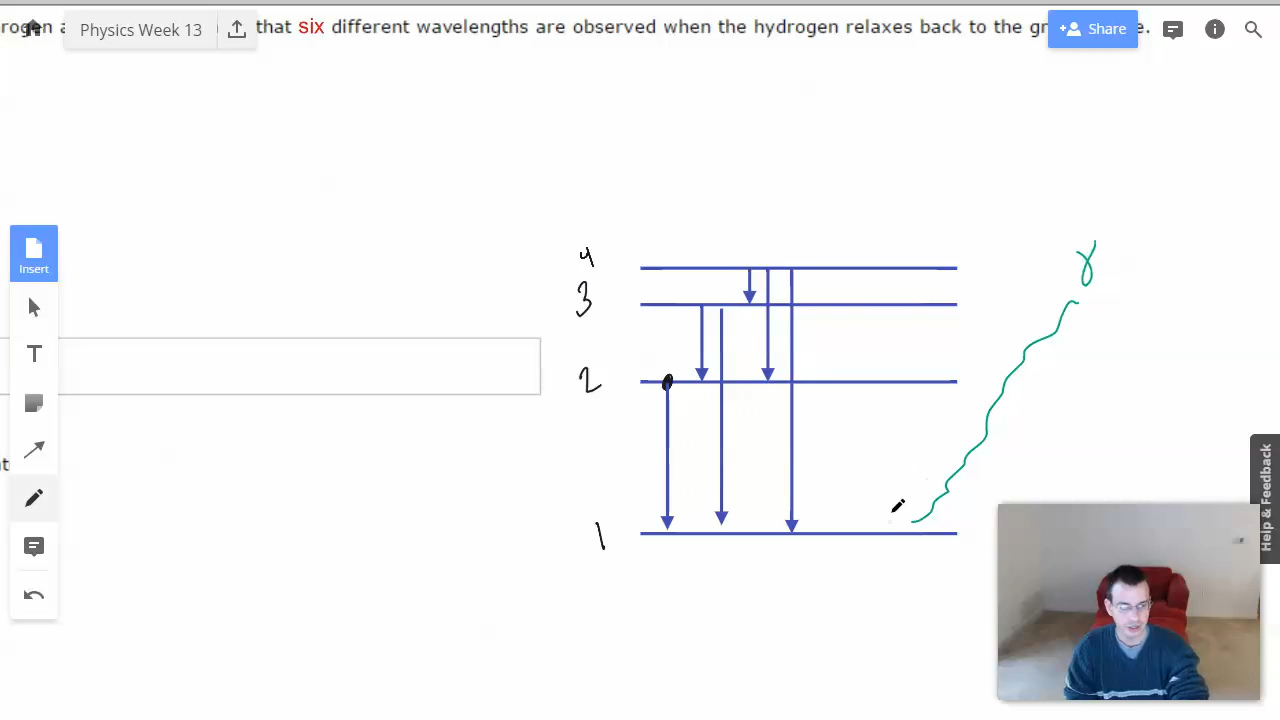 rogen a
Physics Week 13
that six different wavelengths are observed when the hydrogen relaxes back to the gr
Share
e.
Insert
T
4
3
2
1
γ
Help & Feedback